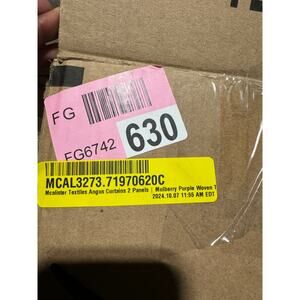 FG
FG6742
630
MCAL3273.71970620C
Mcalister Textiles Angus Curtains 2 Panels | Mulberry Purple Woven T
2024.10.07 11:55 AM EDT